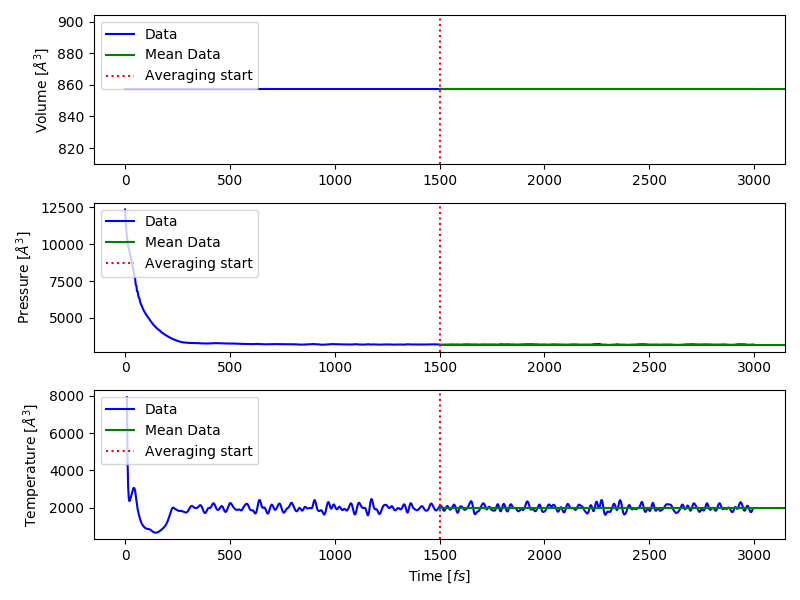 Volume [Å³]
900
880
860
840
820
Data
Mean Data
Averaging start
0 500 1000 1500 2000 2500 3000
Pressure [Å³]
12500
10000
7500
5000
Data
Mean Data
Averaging start
0 500 1000 1500 2000 2500 3000
Temperature [Å³]
8000
6000
4000
2000
Data
Mean Data
Averaging start
0 500 1000 1500 2000 2500 3000
Time [fs]